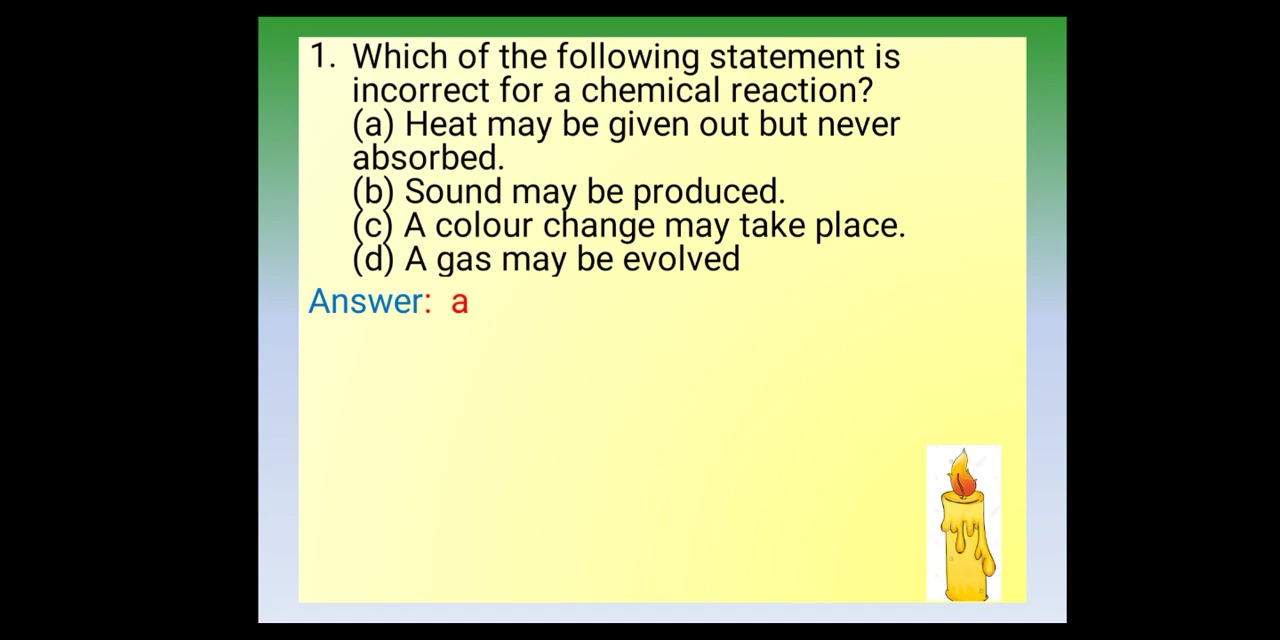 1. Which of the following statement is
incorrect for a chemical reaction?
(a) Heat may be given out but never
absorbed.
(b) Sound may be produced.
(c) A colour change may take place.
(d) A gas may be evolved
Answer: a